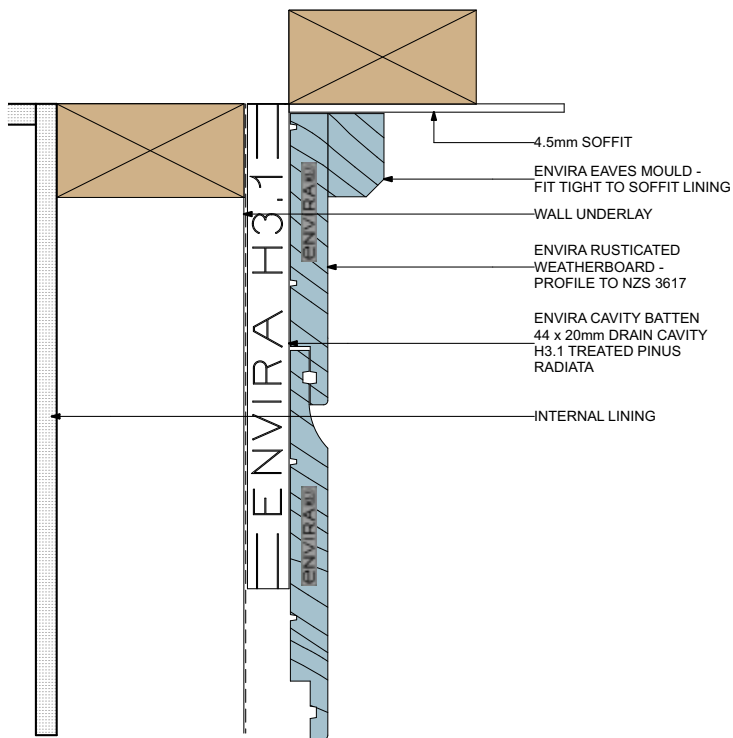 4.5mm SOFFIT
ENVIRA EAVES MOULD -
FIT TIGHT TO SOFFIT LINING
WALL UNDERLAY
ENVIRA RUSTICATED
WEATHERBOARD -
PROFILE TO NZS 3617
ENVIRA CAVITY BATTEN
44 x 20mm DRAIN CAVITY
H3.1 TREATED PINUS
RADIATA
INTERNAL LINING
ENVIRA H3.1
ENVIRA
ENVIRA